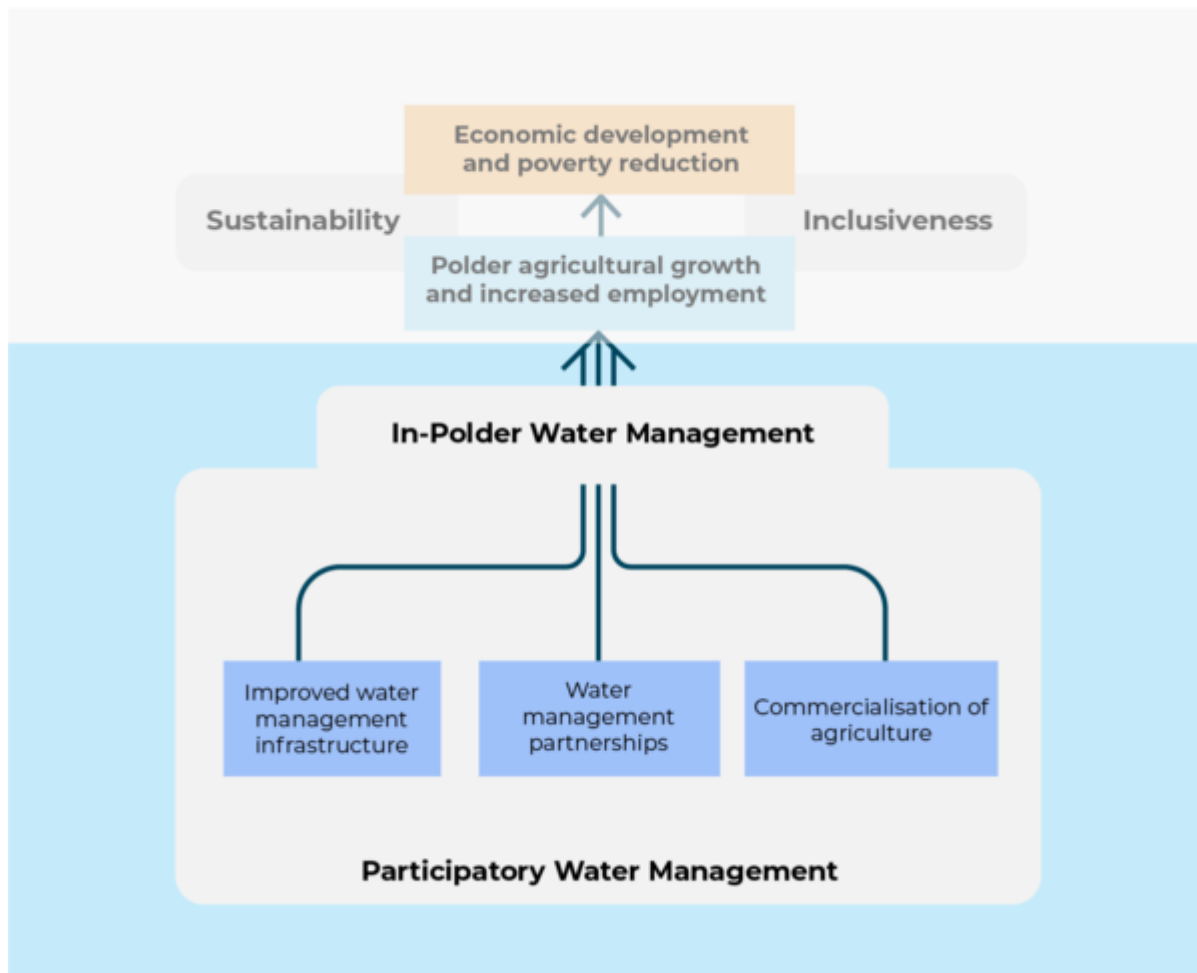 Economic development
and poverty reduction
Sustainability
Inclusiveness
Polder agricultural growth
and increased employment
In-Polder Water Management
Improved water
management
infrastructure
Water
management
partnerships
Commercialisation of
agriculture
Participatory Water Management